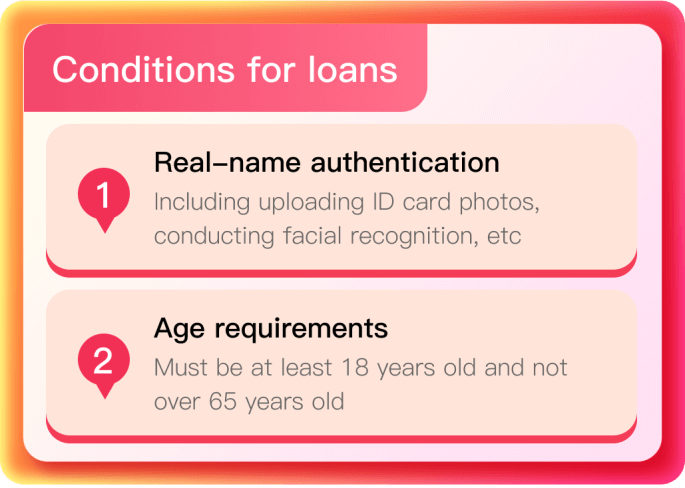 Conditions for loans
1
Real-name authentication
Including uploading ID card photos,
conducting facial recognition, etc
2
Age requirements
Must be at least 18 years old and not
over 65 years old